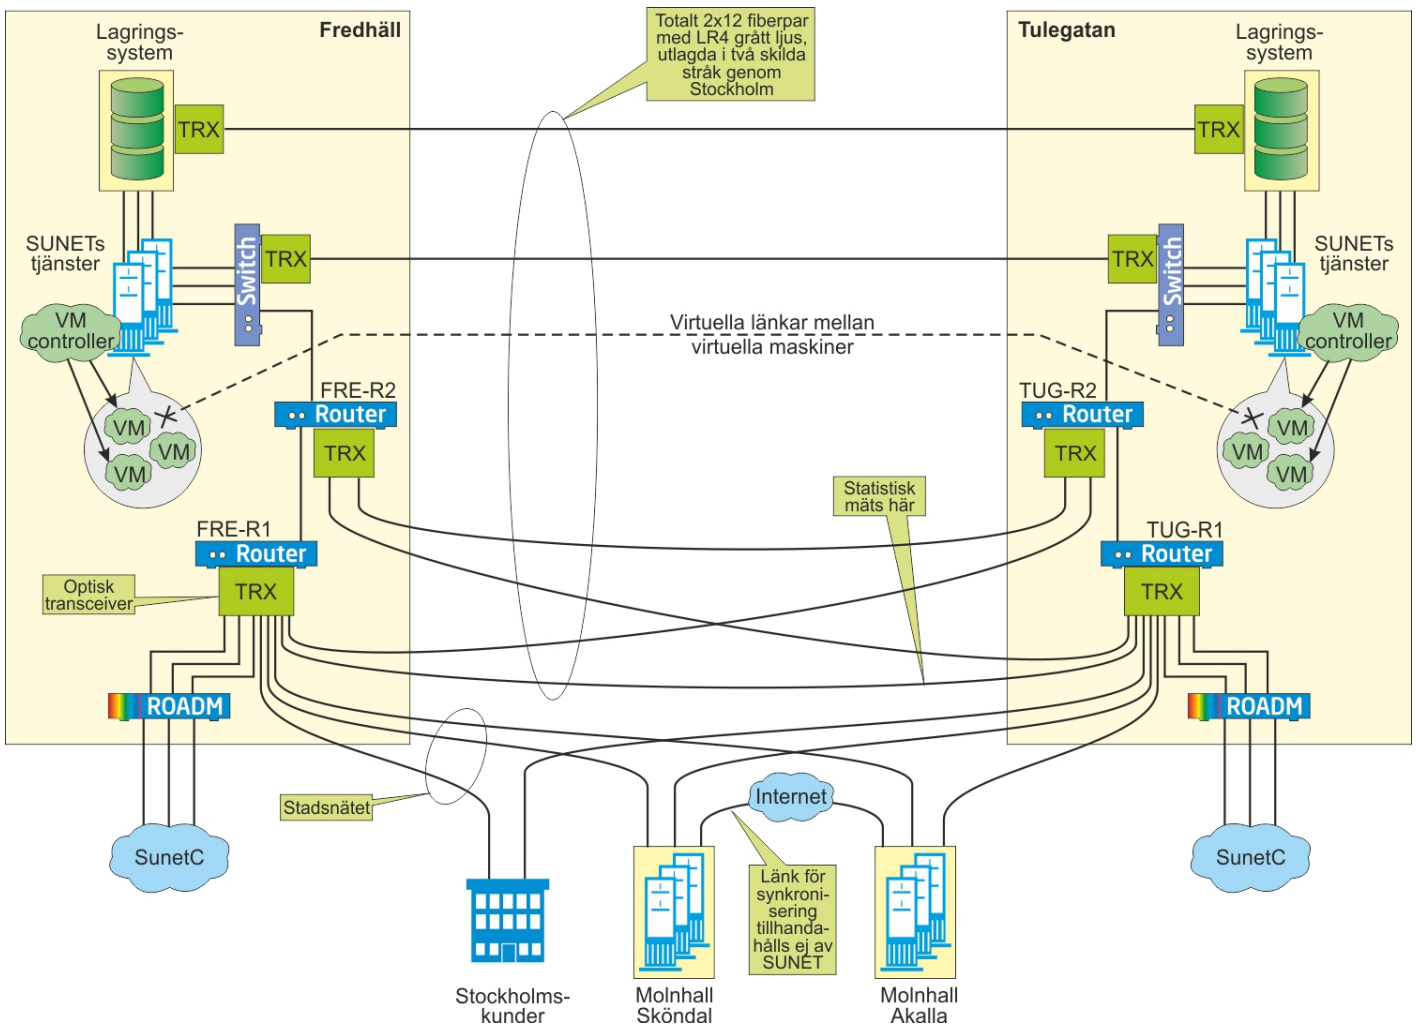 Fredhäll
Lagrings-
system
TRX
SUNETs
tjänster
Switch
TRX
VM
controller
VM
VM
VM
FRE-R2
Router
TRX
FRE-R1
Router
TRX
Optisk
transceiver
ROADM
SunetC
Totalt 2x12 fiberpar
med LR4 grått ljus,
utlagda i två skilda
stråk genom
Stockholm
Virtuella länkar mellan
virtuella maskiner
Statistisk
mäts här
Stadsnätet
Internet
Länk för
synkroni-
sering
tillhanda-
hålls ej av
SUNET
Stockholms-
kunder
Molnhall
Sköndal
Molnhall
Akalla
Tulegatan
Lagrings-
system
TRX
SUNETs
tjänster
TRX
Switch
VM
controller
VM
VM
VM
TUG-R2
Router
TRX
TUG-R1
Router
TRX
ROADM
SunetC